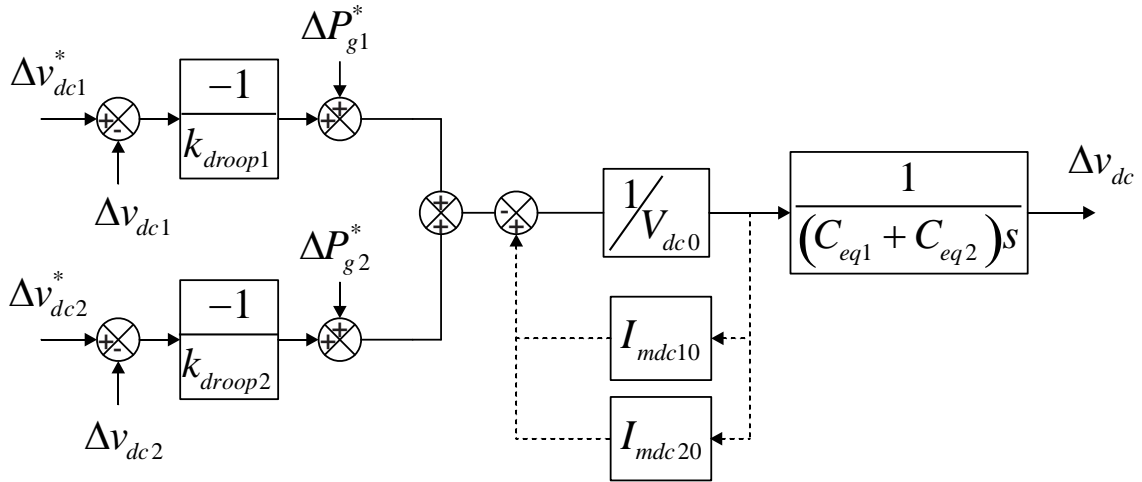 ΔP*g1
Δv*dc1
+
-
-1
kdroop1
+
+
Δvdc1
+
+
-
1/Vdc0
1
(Ceq1 + Ceq2)s
Δvdc
ΔP*g2
Δv*dc2
+
-
-1
kdroop2
+
+
Δvdc2
Imdc10
Imdc20